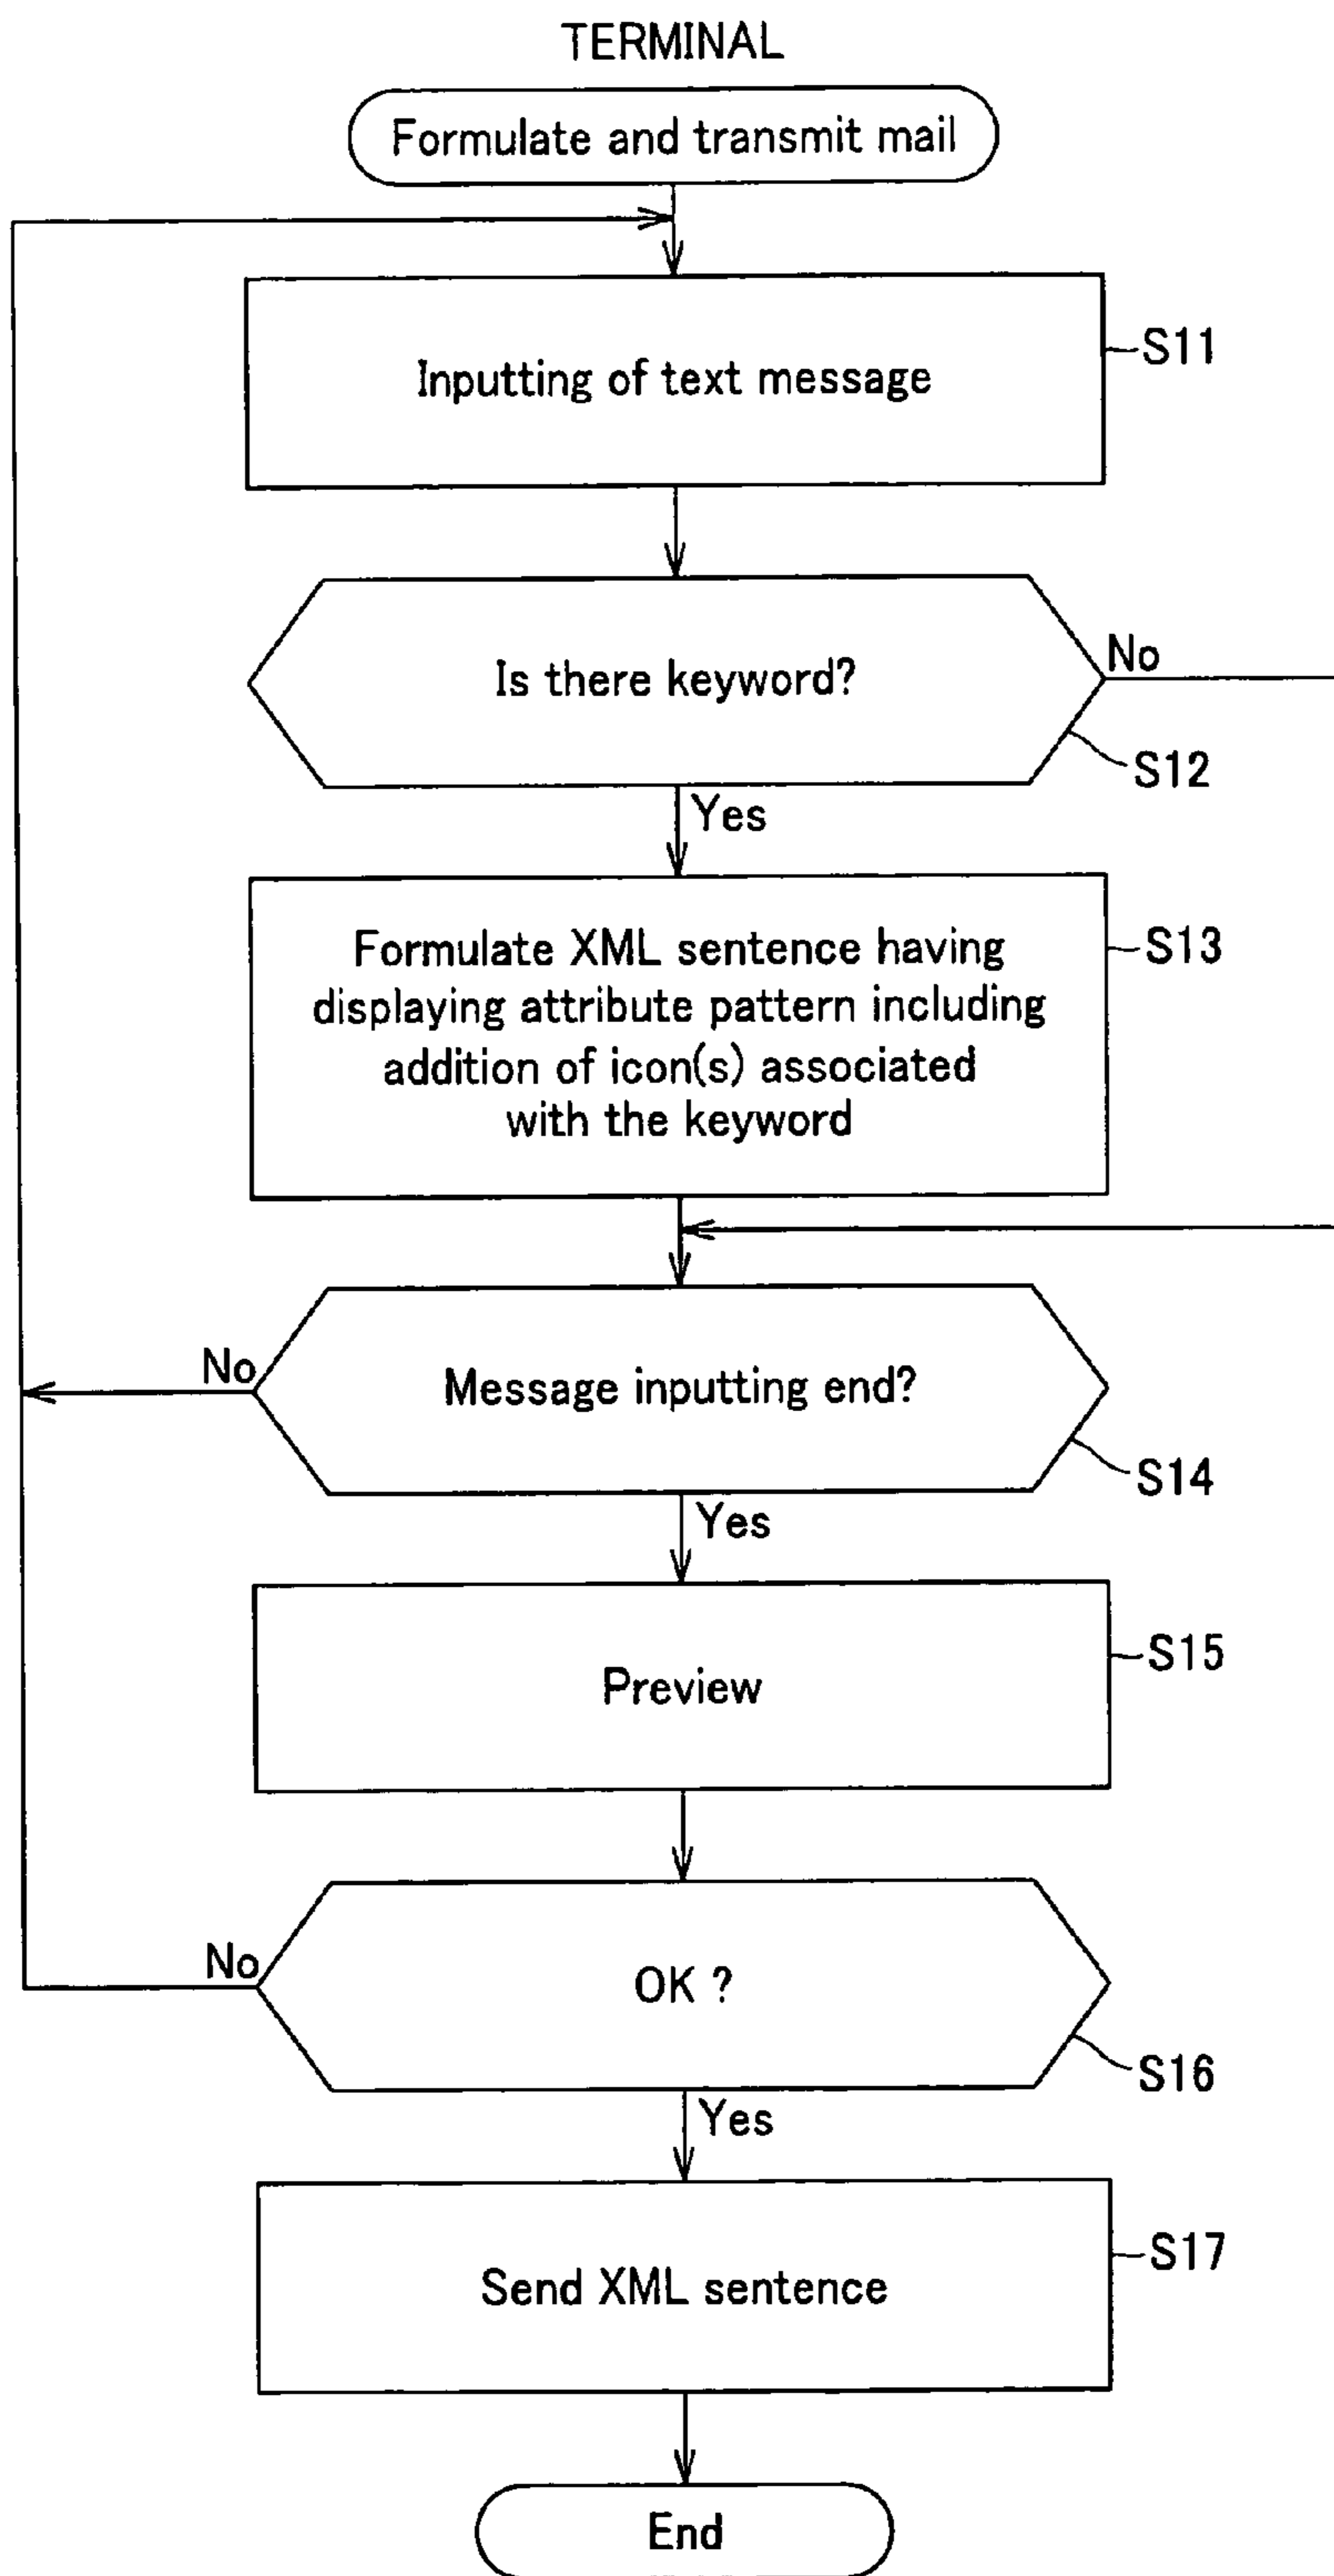 TERMINAL
Formulate and transmit mail
Inputting of text message
S11
Is there keyword?
No
S12
Yes
Formulate XML sentence having
displaying attribute pattern including
addition of icon(s) associated
with the keyword
S13
Message inputting end?
No
S14
Yes
Preview
S15
OK ?
No
S16
Yes
Send XML sentence
S17
End